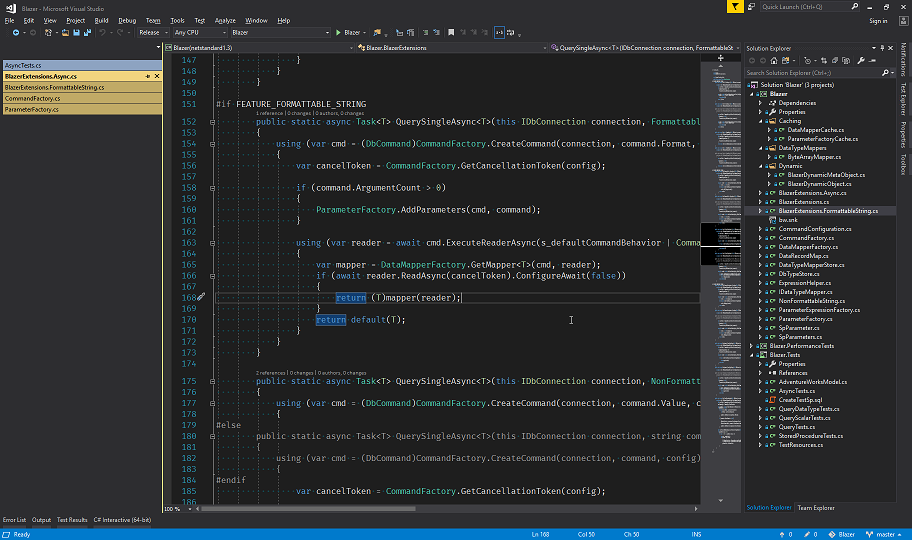 Blazer - Microsoft Visual Studio
Quick Launch (Ctrl+Q)
File Edit View Project Build Debug Team Tools Test Analyze Window Help
Sign in
Release Any CPU Blazer Blazer
AsyncTests.cs
BlazerExtensions.Async.cs
BlazerExtensions.FormattableString.cs
CommandFactory.cs
ParameterFactory.cs
Blazer(netstandard1.3) Blazer.BlazerExtensions QuerySingleAsync<T>(IDbConnection connection, FormattableS
147 }
148 }
149 }
150
151 #if FEATURE_FORMATTABLE_STRING
1 reference | 0 changes | 0 authors, 0 changes
152 public static async Task<T> QuerySingleAsync<T>(this IDbConnection connection, Formattabl
153 {
154 using (var cmd = (DbCommand)CommandFactory.CreateCommand(connection, command.Format,
155 {
156 var cancelToken = CommandFactory.GetCancellationToken(config);
157
158 if (command.ArgumentCount > 0)
159 {
160 ParameterFactory.AddParameters(cmd, command);
161 }
162
163 using (var reader = await cmd.ExecuteReaderAsync(s_defaultCommandBehavior | Comma
164 {
165 var mapper = DataMapperFactory.GetMapper<T>(cmd, reader);
166 if (await reader.ReadAsync(cancelToken).ConfigureAwait(false))
167 {
168 return (T)mapper(reader);
169 }
170 return default(T);
171 }
172 }
173 }
174
2 references | 0 changes | 0 authors, 0 changes
175 public static async Task<T> QuerySingleAsync<T>(this IDbConnection connection, NonFormatt
176 {
177 using (var cmd = (DbCommand)CommandFactory.CreateCommand(connection, command.Value, c
178 {
179 #else
180 public static async Task<T> QuerySingleAsync<T>(this IDbConnection connection, string com
181 {
182 using (var cmd = (DbCommand)CommandFactory.CreateCommand(connection, command, config)
183 {
184 #endif
185 var cancelToken = CommandFactory.GetCancellationToken(config);
186
100 %
Solution Explorer
Search Solution Explorer (Ctrl+;)
Solution 'Blazer' (3 projects)
Blazer
Dependencies
Properties
Caching
DataMapperCache.cs
ParameterFactoryCache.cs
DataTypeMappers
ByteArrayMapper.cs
Dynamic
BlazerDynamicMetaObject.cs
BlazerDynamicObject.cs
BlazerExtensions.Async.cs
BlazerExtensions.cs
BlazerExtensions.FormattableString.cs
bw.snk
CommandConfiguration.cs
CommandFactory.cs
DataMapperFactory.cs
DataRecordMap.cs
DataTypeMapperStore.cs
DbTypeStore.cs
ExpressionHelper.cs
IDataTypeMapper.cs
NonFormattableString.cs
ParameterExpressionFactory.cs
ParameterFactory.cs
SpParameter.cs
SpParameters.cs
Blazer.PerformanceTests
Blazer.Tests
Properties
References
AdventureWorksModel.cs
AsyncTests.cs
CreateTestSp.sql
QueryDataTypeTests.cs
QueryScalarTests.cs
QueryTests.cs
StoredProcedureTests.cs
TestResources.cs
Solution Explorer Team Explorer
Notifications
Test Explorer
Properties
Toolbox
Error List Output Test Results C# Interactive (64-bit)
Ready Ln 168 Col 50 Ch 50 INS 0 0 Blazer master